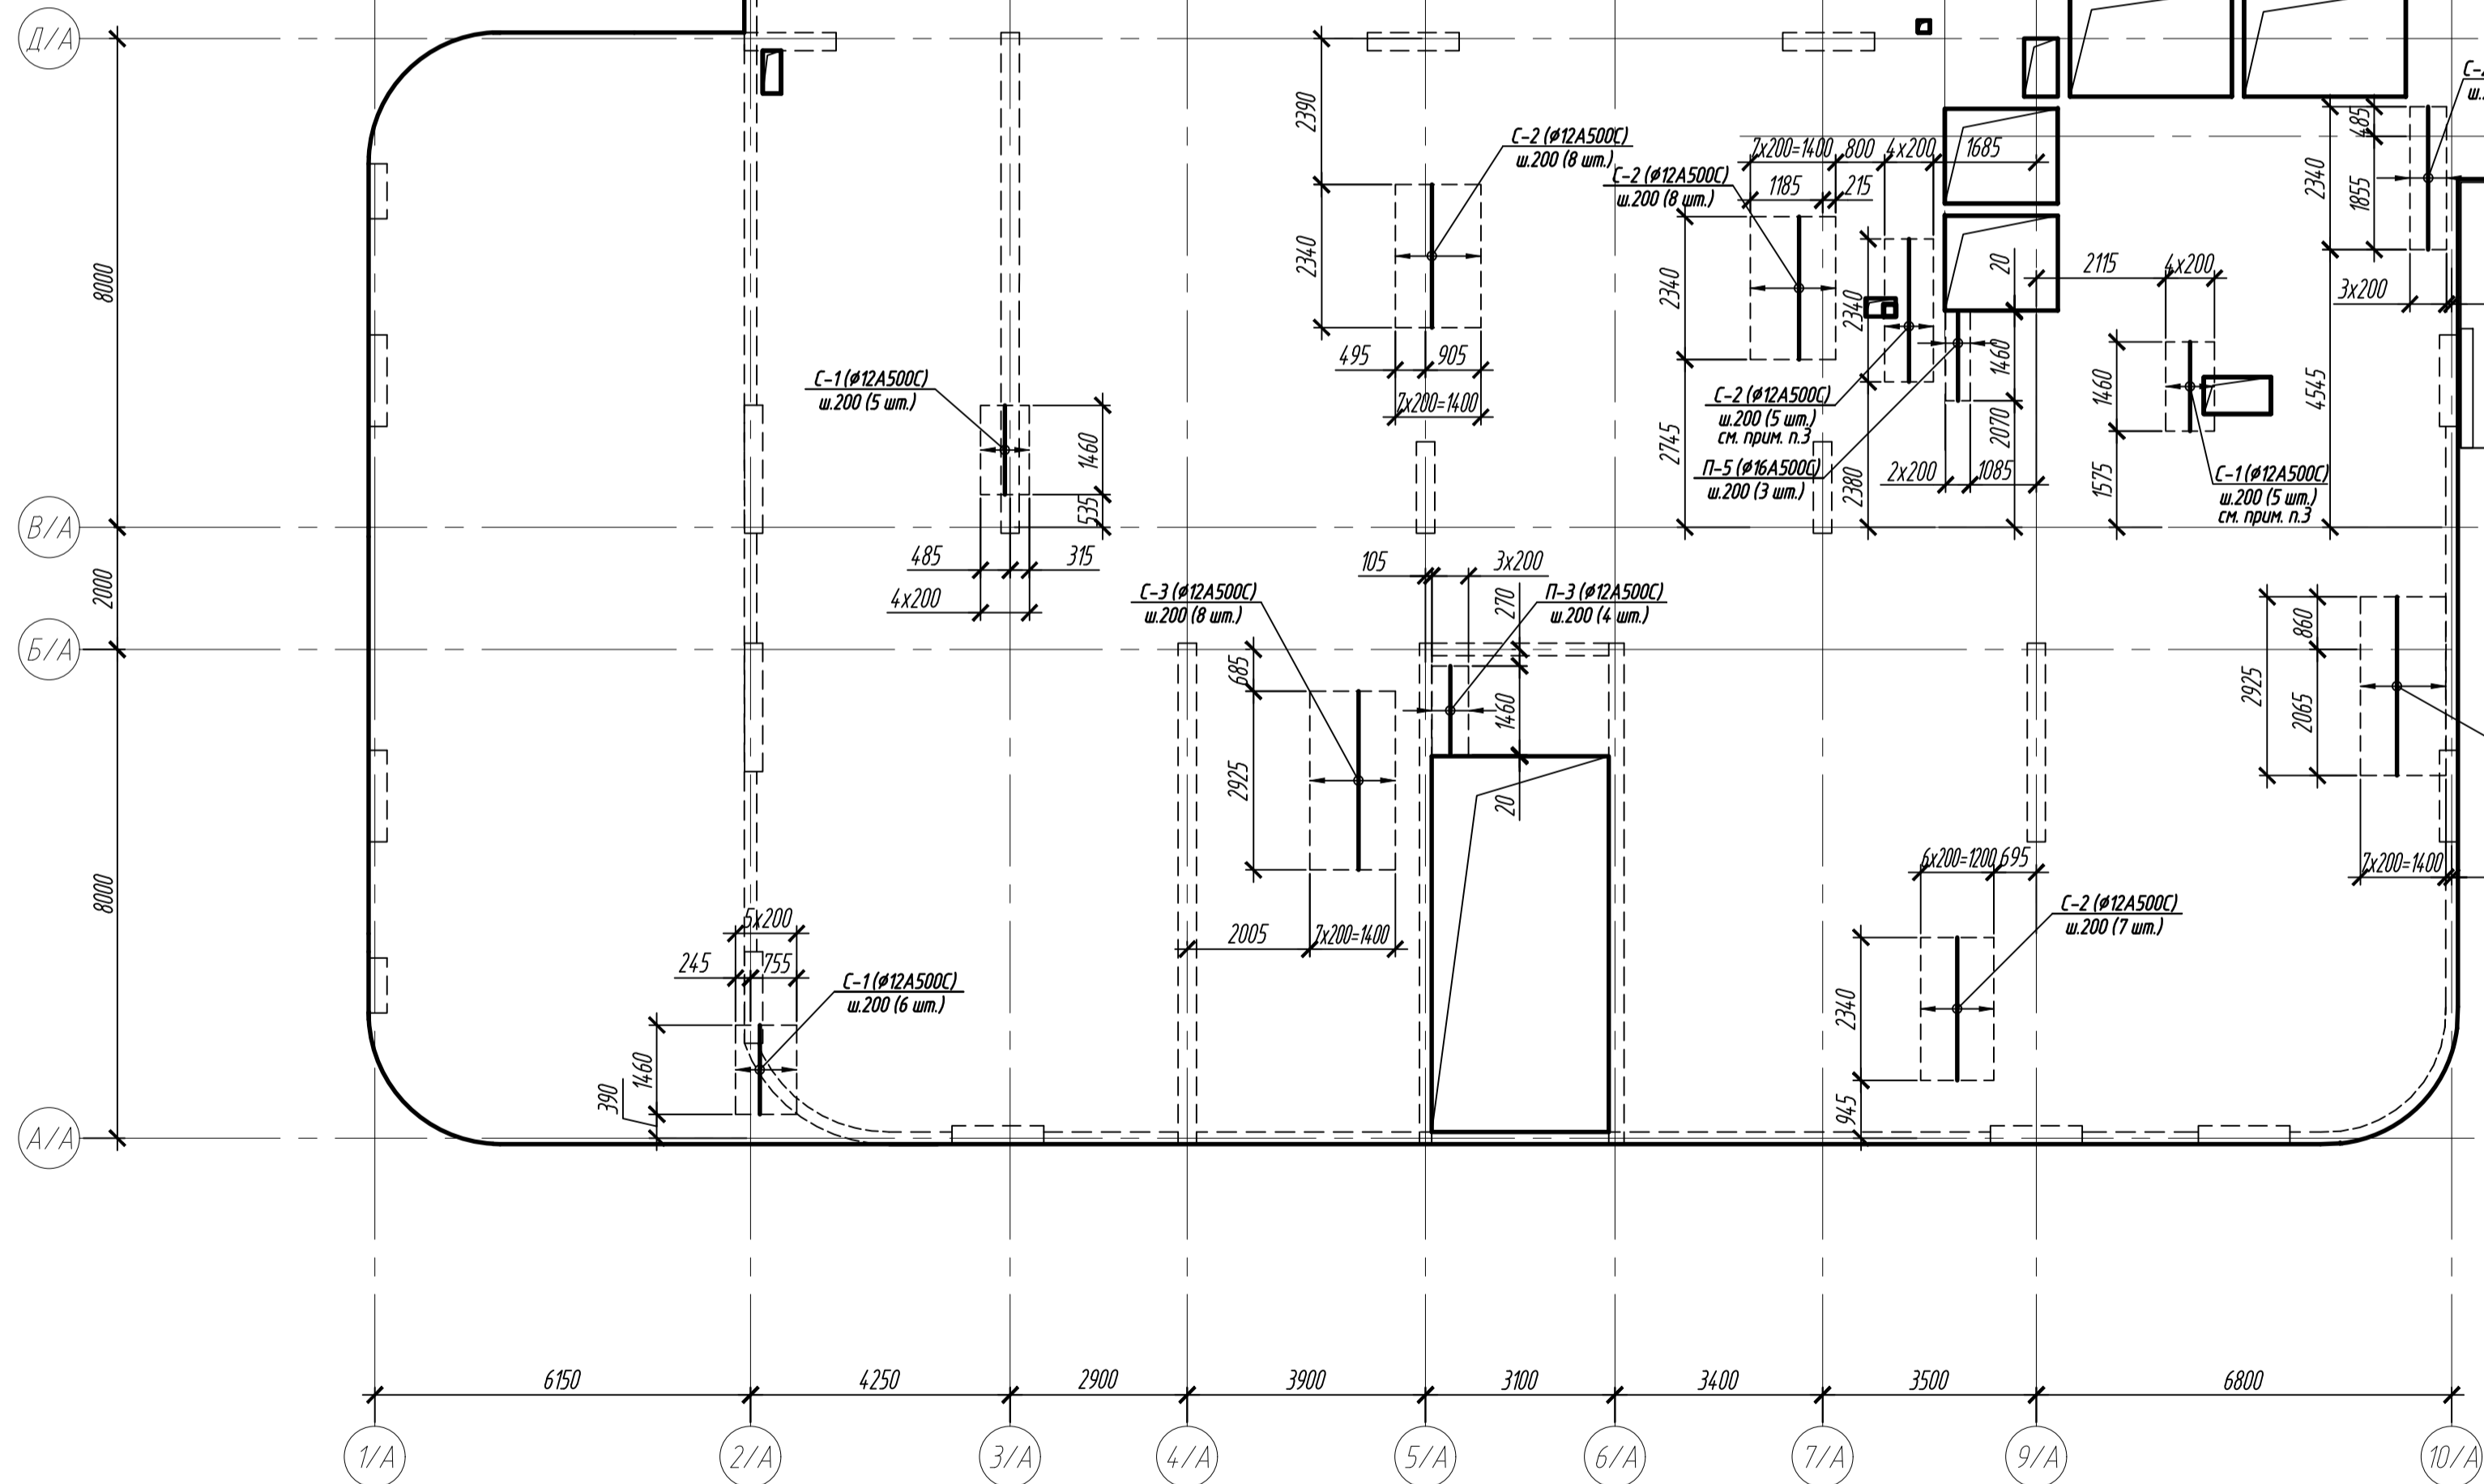 Д/А
В/А
Б/А
А/А
8000
2000
8000
2390
2340
С-2 (ø12А500С)
ш.200 (8 шт.)
495
905
7х200=1400
С-2 (ø12А500С)
ш.200 (8 шт.)
7х200=1400
800
4х200
1685
1185
215
2340
2745
2340
2380
20
1460
2070
С-2 (ø12А500С)
ш.200 (5 шт.)
см. прим. п.3
П-5 (ø16А500С)
ш.200 (3 шт.)
2х200
1085
2115
4х200
1460
1575
С-1 (ø12А500С)
ш.200 (5 шт.)
см. прим. п.3
485
2340
1855
3х200
4545
С-1 (ø12А500С)
ш.200 (5 шт.)
1460
535
485
315
4х200
105
3х200
С-3 (ø12А500С)
ш.200 (8 шт.)
П-3 (ø12А500С)
ш.200 (4 шт.)
270
685
1460
2925
20
2005
7х200=1400
860
2925
2065
7х200=1400
6х200=1200
695
С-2 (ø12А500С)
ш.200 (7 шт.)
2340
945
5х200
245
755
С-1 (ø12А500С)
ш.200 (6 шт.)
1460
390
6150
4250
2900
3900
3100
3400
3500
6800
1/А
2/А
3/А
4/А
5/А
6/А
7/А
9/А
10/А